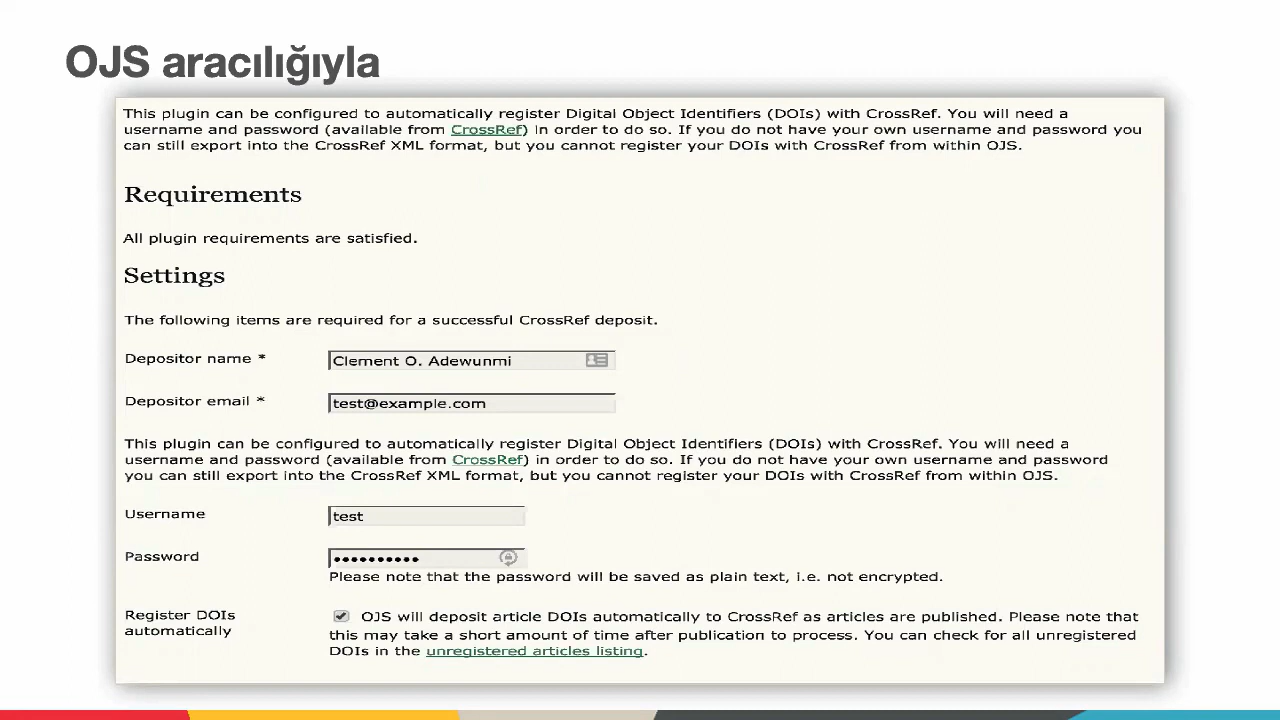 OJS aracılığıyla
This plugin can be configured to automatically register Digital Object Identifiers (DOIs) with CrossRef. You will need a
username and password (available from CrossRef) in order to do so. If you do not have your own username and password you
can still export into the CrossRef XML format, but you cannot register your DOIs with CrossRef from within OJS.
Requirements
All plugin requirements are satisfied.
Settings
The following items are required for a successful CrossRef deposit.
Depositor name * Clement O. Adewunmi
Depositor email * test@example.com
This plugin can be configured to automatically register Digital Object Identifiers (DOIs) with CrossRef. You will need a
username and password (available from CrossRef) in order to do so. If you do not have your own username and password
you can still export into the CrossRef XML format, but you cannot register your DOIs with CrossRef from within OJS.
Username test
Password ••••••••••
Please note that the password will be saved as plain text, i.e. not encrypted.
Register DOIs
automatically
OJS will deposit article DOIs automatically to CrossRef as articles are published. Please note that
this may take a short amount of time after publication to process. You can check for all unregistered
DOIs in the unregistered articles listing.